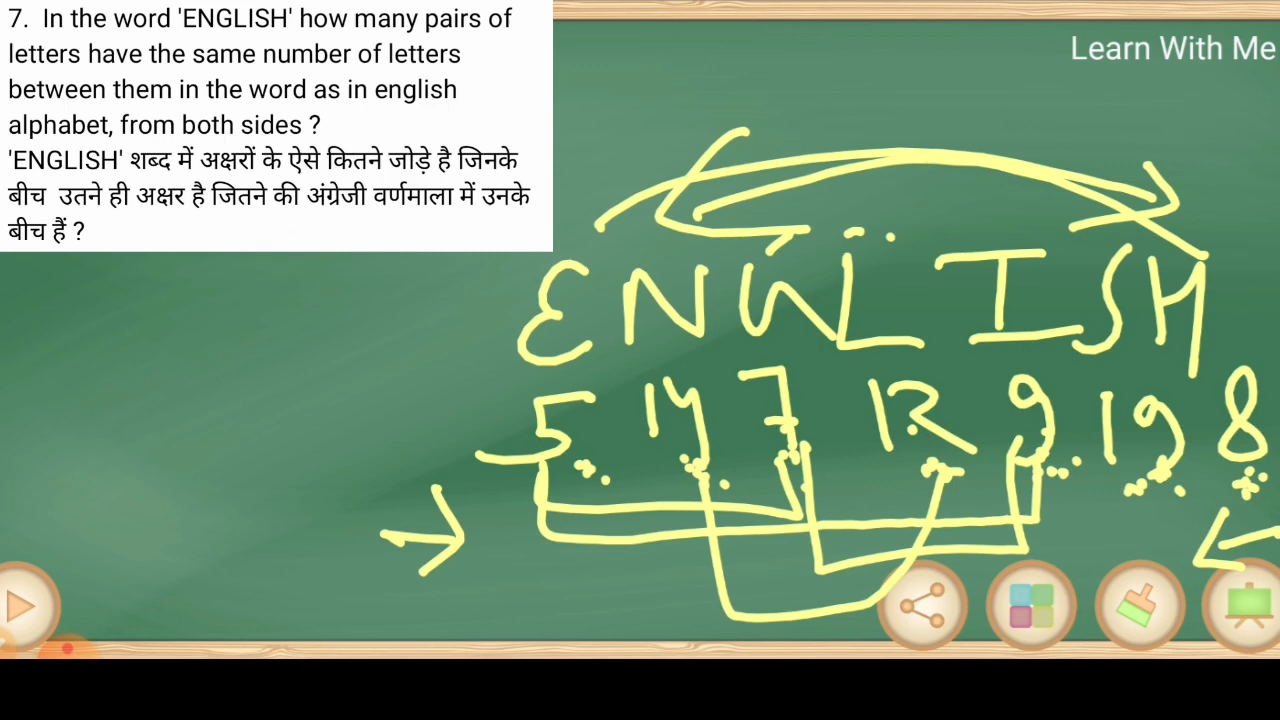 7. In the word 'ENGLISH' how many pairs of
letters have the same number of letters
between them in the word as in english
alphabet, from both sides ?
'ENGLISH' शब्द में अक्षरों के ऐसे कितने जोड़े है जिनके
बीच उतने ही अक्षर है जितने की अंग्रेजी वर्णमाला में उनके
बीच हैं ?
Learn With Me
E N G L I S H
5 14 7 12 9 19 8